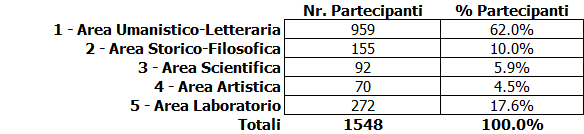 Nr. Partecipanti % Partecipanti
1 - Area Umanistico-Letteraria 959 62.0%
2 - Area Storico-Filosofica 155 10.0%
3 - Area Scientifica 92 5.9%
4 - Area Artistica 70 4.5%
5 - Area Laboratorio 272 17.6%
Totali 1548 100.0%